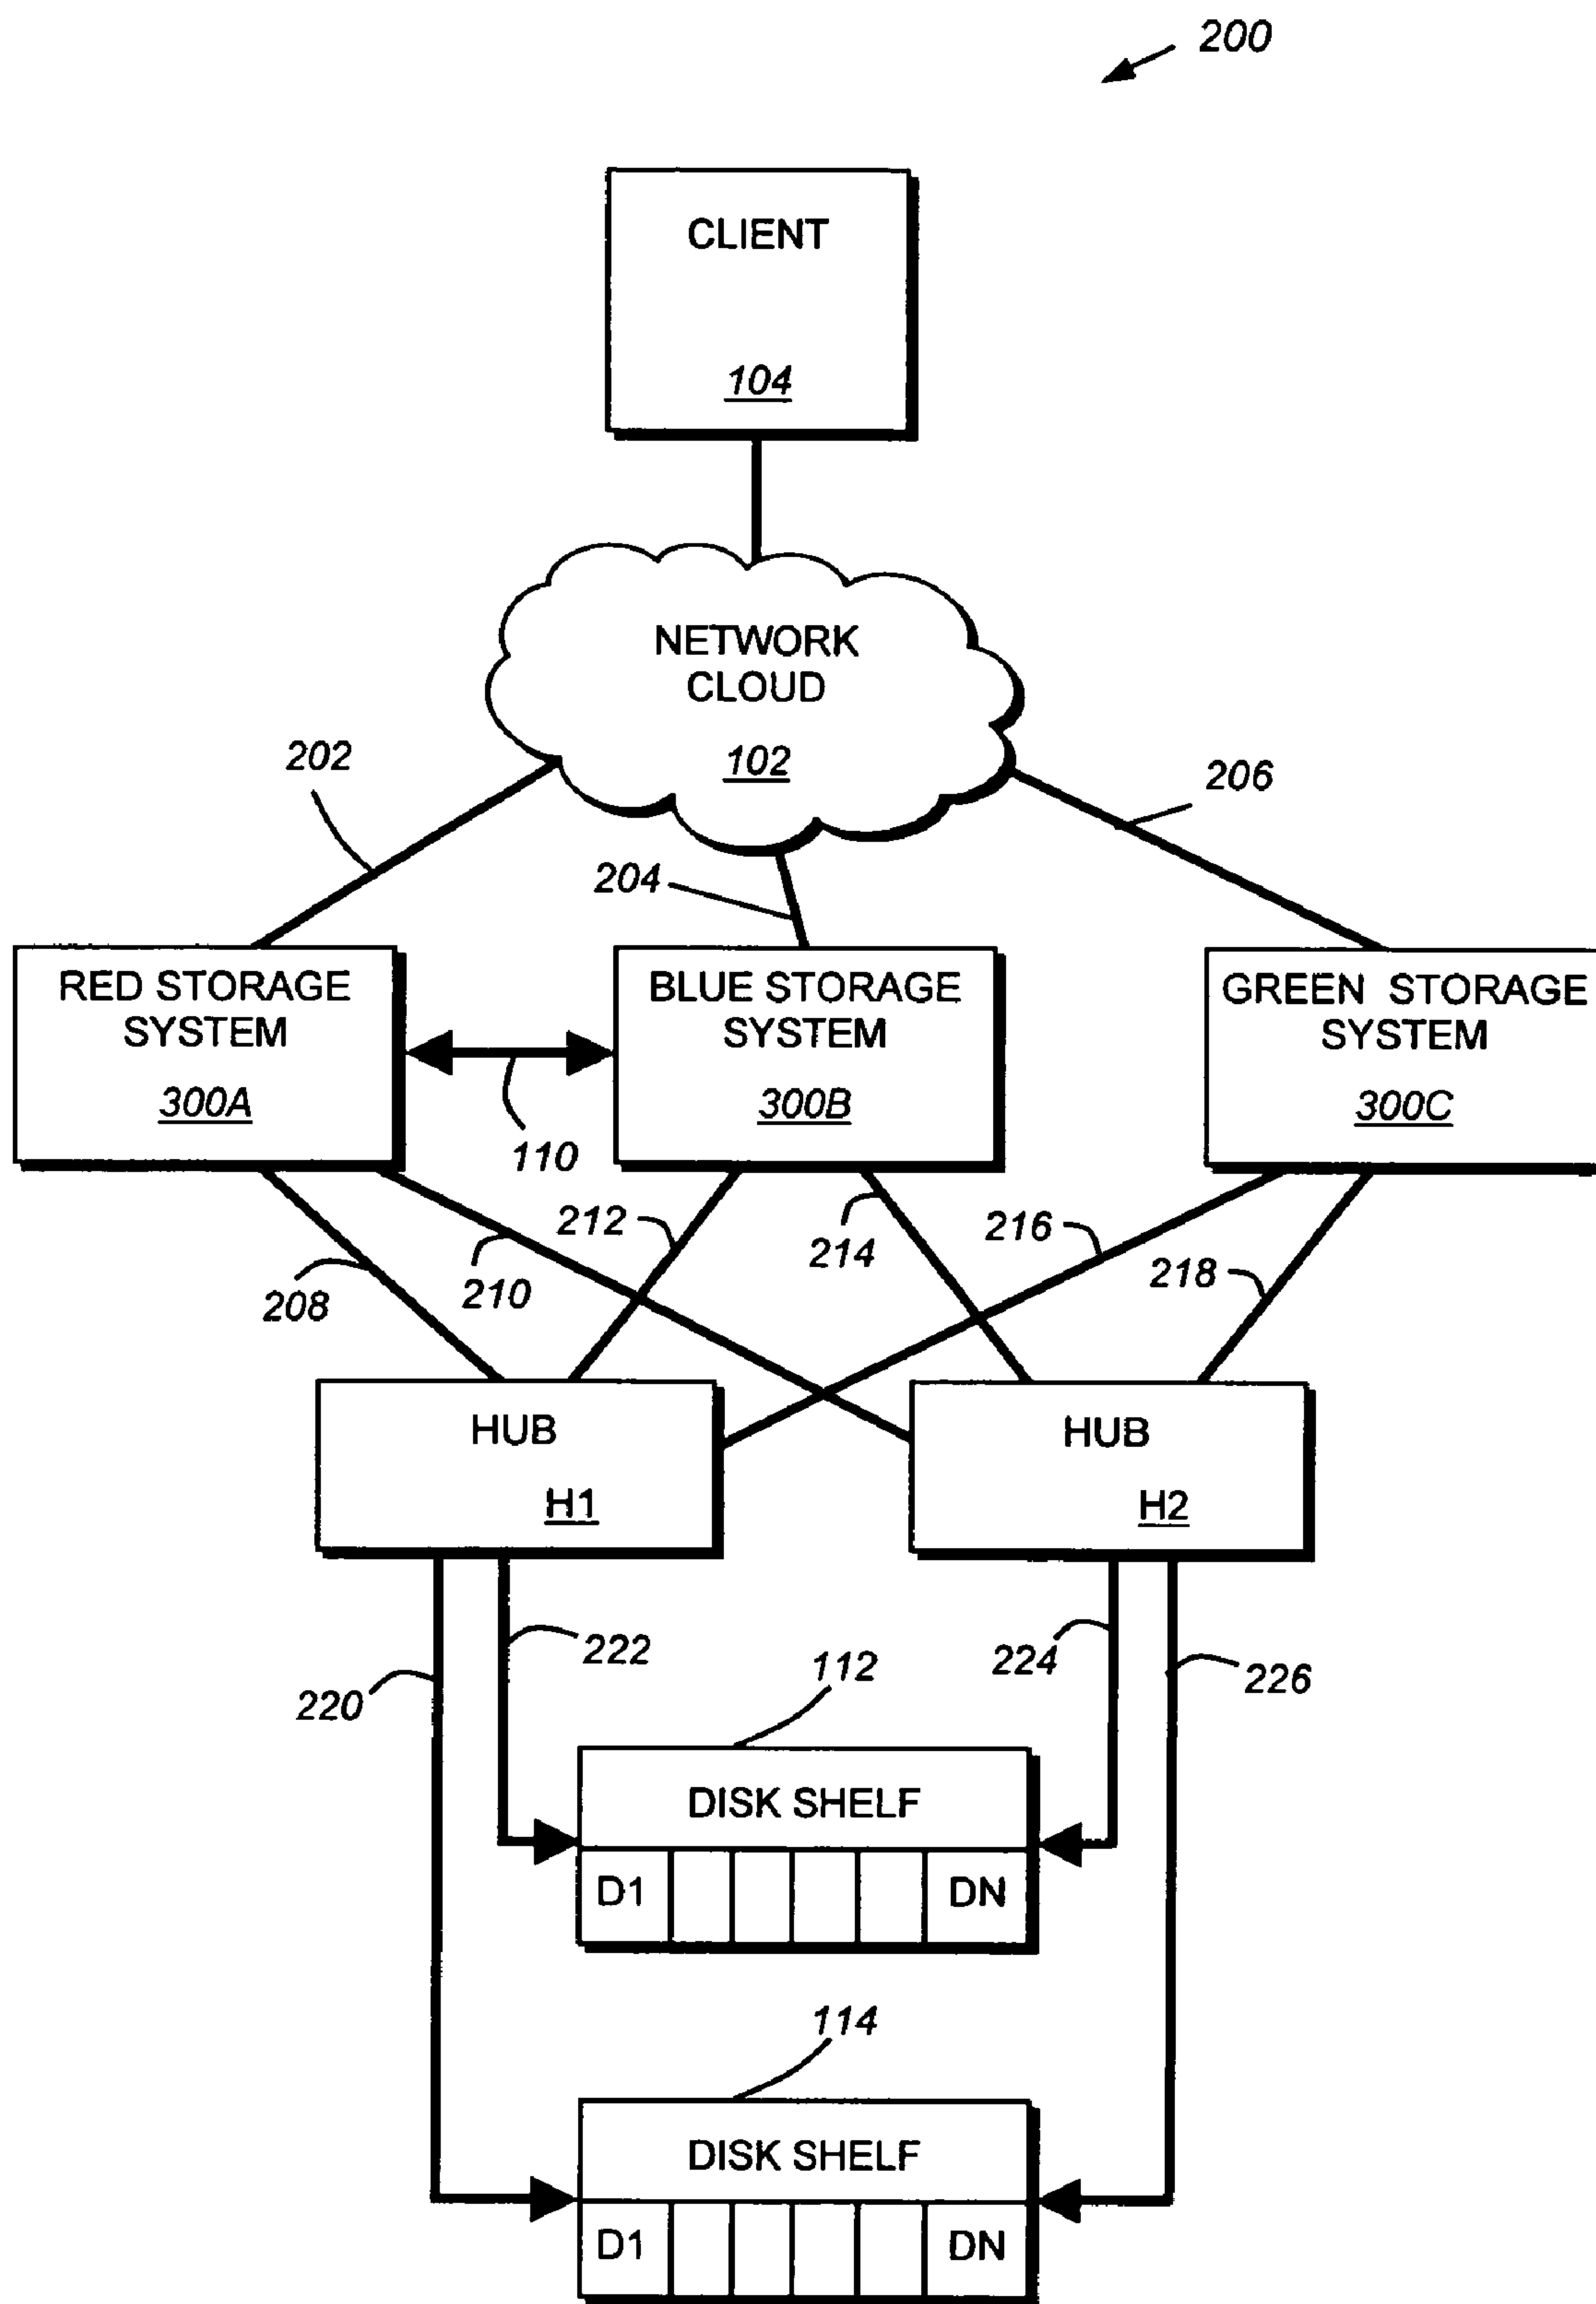 200
CLIENT
104
NETWORK
CLOUD
102
202
206
204
RED STORAGE
SYSTEM
300A
BLUE STORAGE
SYSTEM
300B
GREEN STORAGE
SYSTEM
300C
110
212
214
216
218
208
210
HUB
H1
HUB
H2
222
224
220
226
112
DISK SHELF
D1
DN
114
DISK SHELF
D1
DN